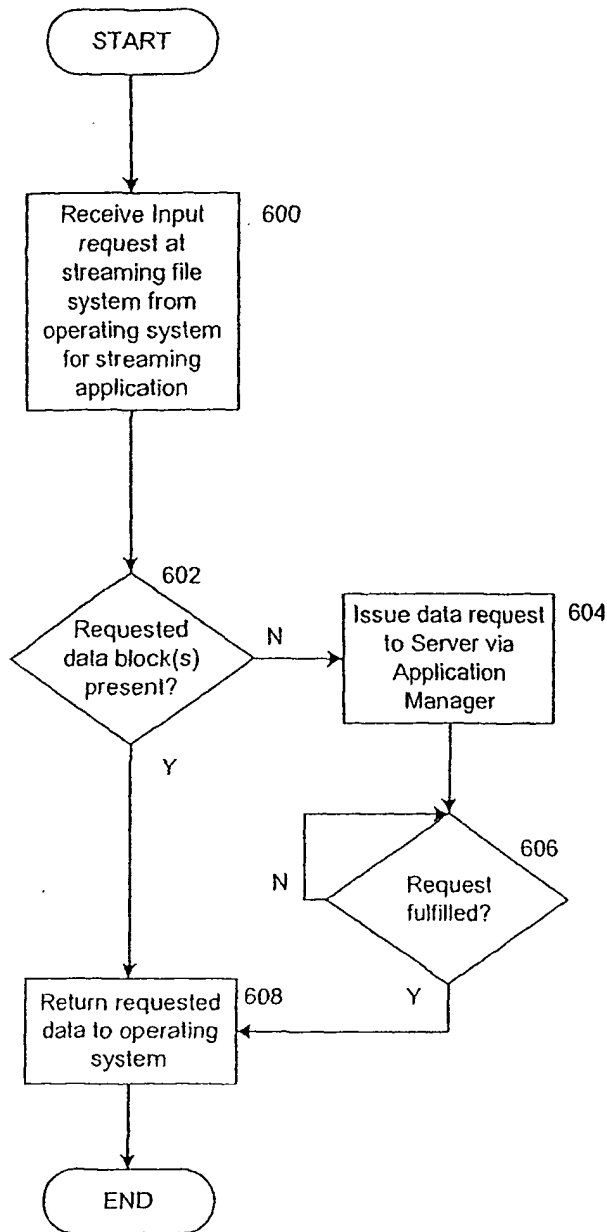 START
Receive Input
request at
streaming file
system from
operating system
for streaming
application
600
602
Requested
data block(s)
present?
N
Y
Issue data request
to Server via
Application
Manager
604
606
Request
fulfilled?
N
Y
Return requested
data to operating
system
608
END